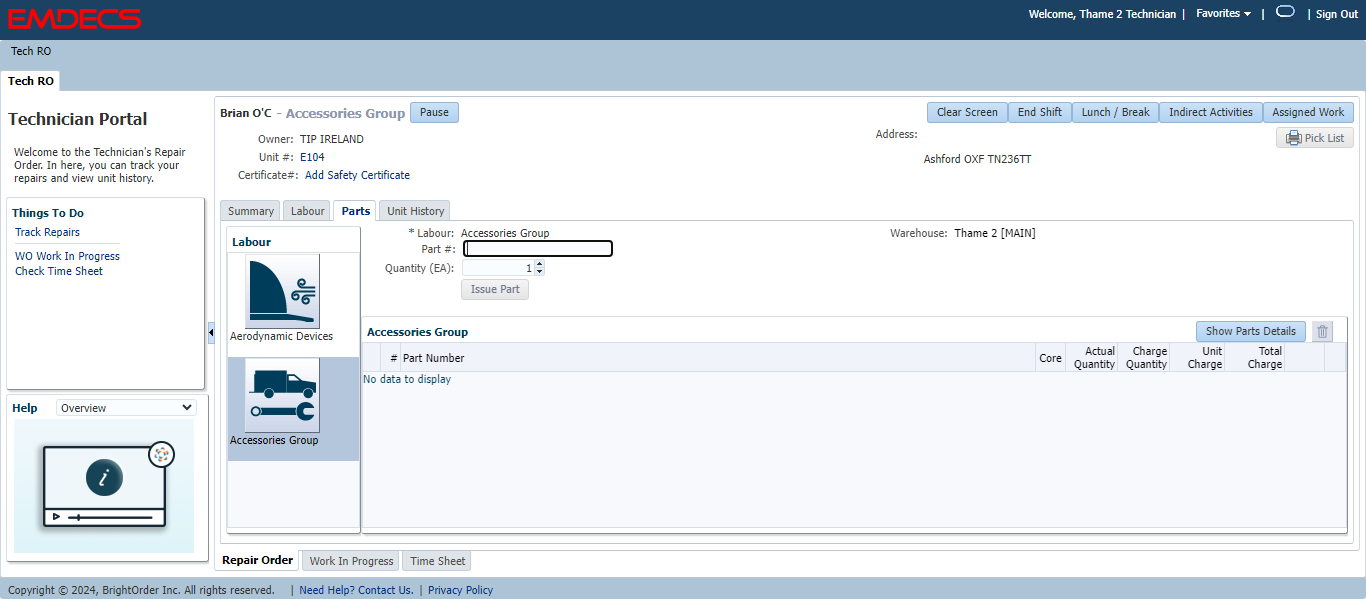 EMDECS
Welcome, Thame 2 Technician | Favorites | | Sign Out
Tech RO
Tech RO
Technician Portal
Welcome to the Technician's Repair
Order. In here, you can track your
repairs and view unit history.
Things To Do
Track Repairs
WO Work In Progress
Check Time Sheet
Help Overview
i
Brian O'C - Accessories Group Pause
Clear Screen End Shift Lunch / Break Indirect Activities Assigned Work
Owner: TIP IRELAND
Unit #: E104
Certificate#: Add Safety Certificate
Address:
Pick List
Ashford OXF TN236TT
Summary Labour Parts Unit History
Labour
Aerodynamic Devices
Accessories Group
* Labour: Accessories Group
Warehouse: Thame 2 [MAIN]
Part #:
Quantity (EA): 1
Issue Part
Accessories Group Show Parts Details
# Part Number Core Actual Quantity Charge Quantity Unit Charge Total Charge
No data to display
Repair Order Work In Progress Time Sheet
Copyright © 2024, BrightOrder Inc. All rights reserved. | Need Help? Contact Us. | Privacy Policy